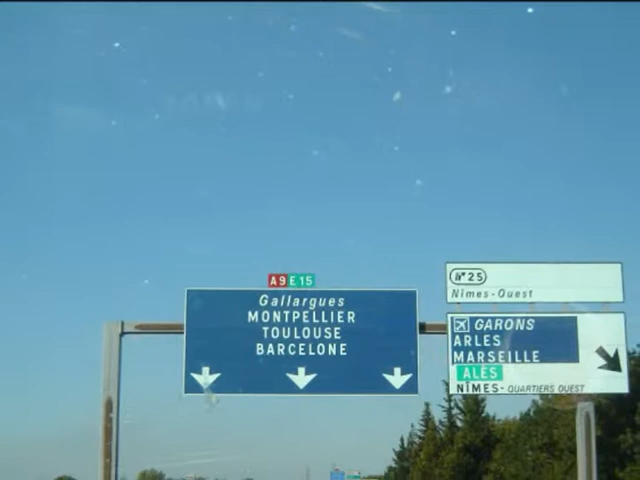 A9 E15
Gallargues
MONTPELLIER
TOULOUSE
BARCELONE
25
Nîmes-Ouest
GARONS
ARLES
MARSEILLE
ALÈS
NÎMES-QUARTIERS OUEST